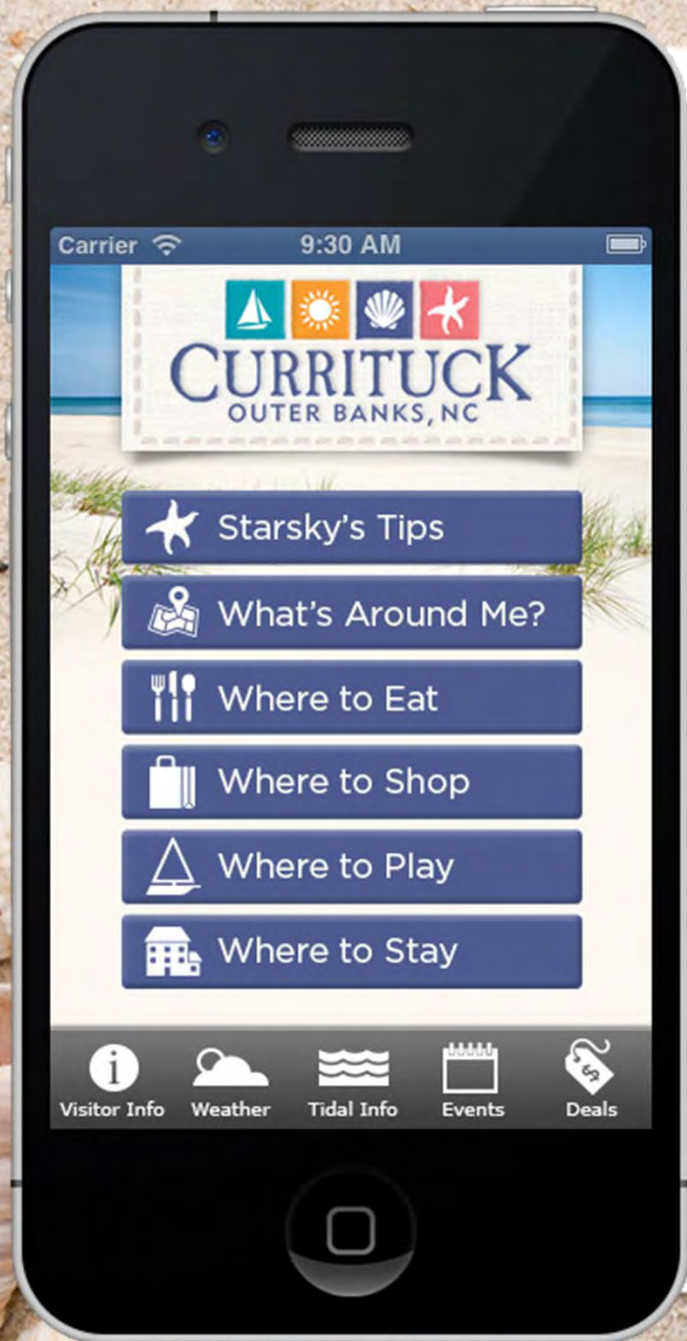 Carrier 9:30 AM
CURRITUCK
OUTER BANKS, NC
Starsky's Tips
What's Around Me?
Where to Eat
Where to Shop
Where to Play
Where to Stay
Visitor Info Weather Tidal Info Events Deals